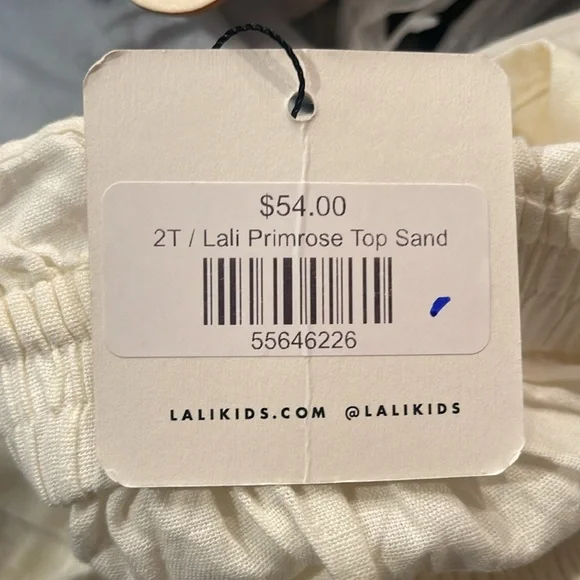 $54.00
2T / Lali Primrose Top Sand
55646226
LALIKIDS.COM @LALIKIDS